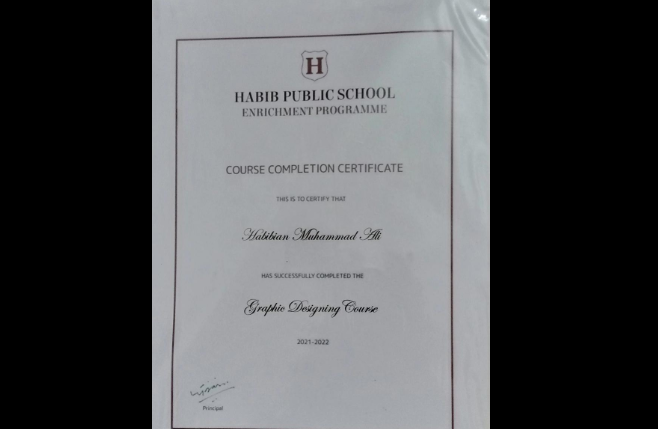 H
HABIB PUBLIC SCHOOL
ENRICHMENT PROGRAMME
COURSE COMPLETION CERTIFICATE
THIS IS TO CERTIFY THAT
Habibian Muhammad Ali
HAS SUCCESSFULLY COMPLETED THE
Graphic Designing Course
2021-2022
Principal